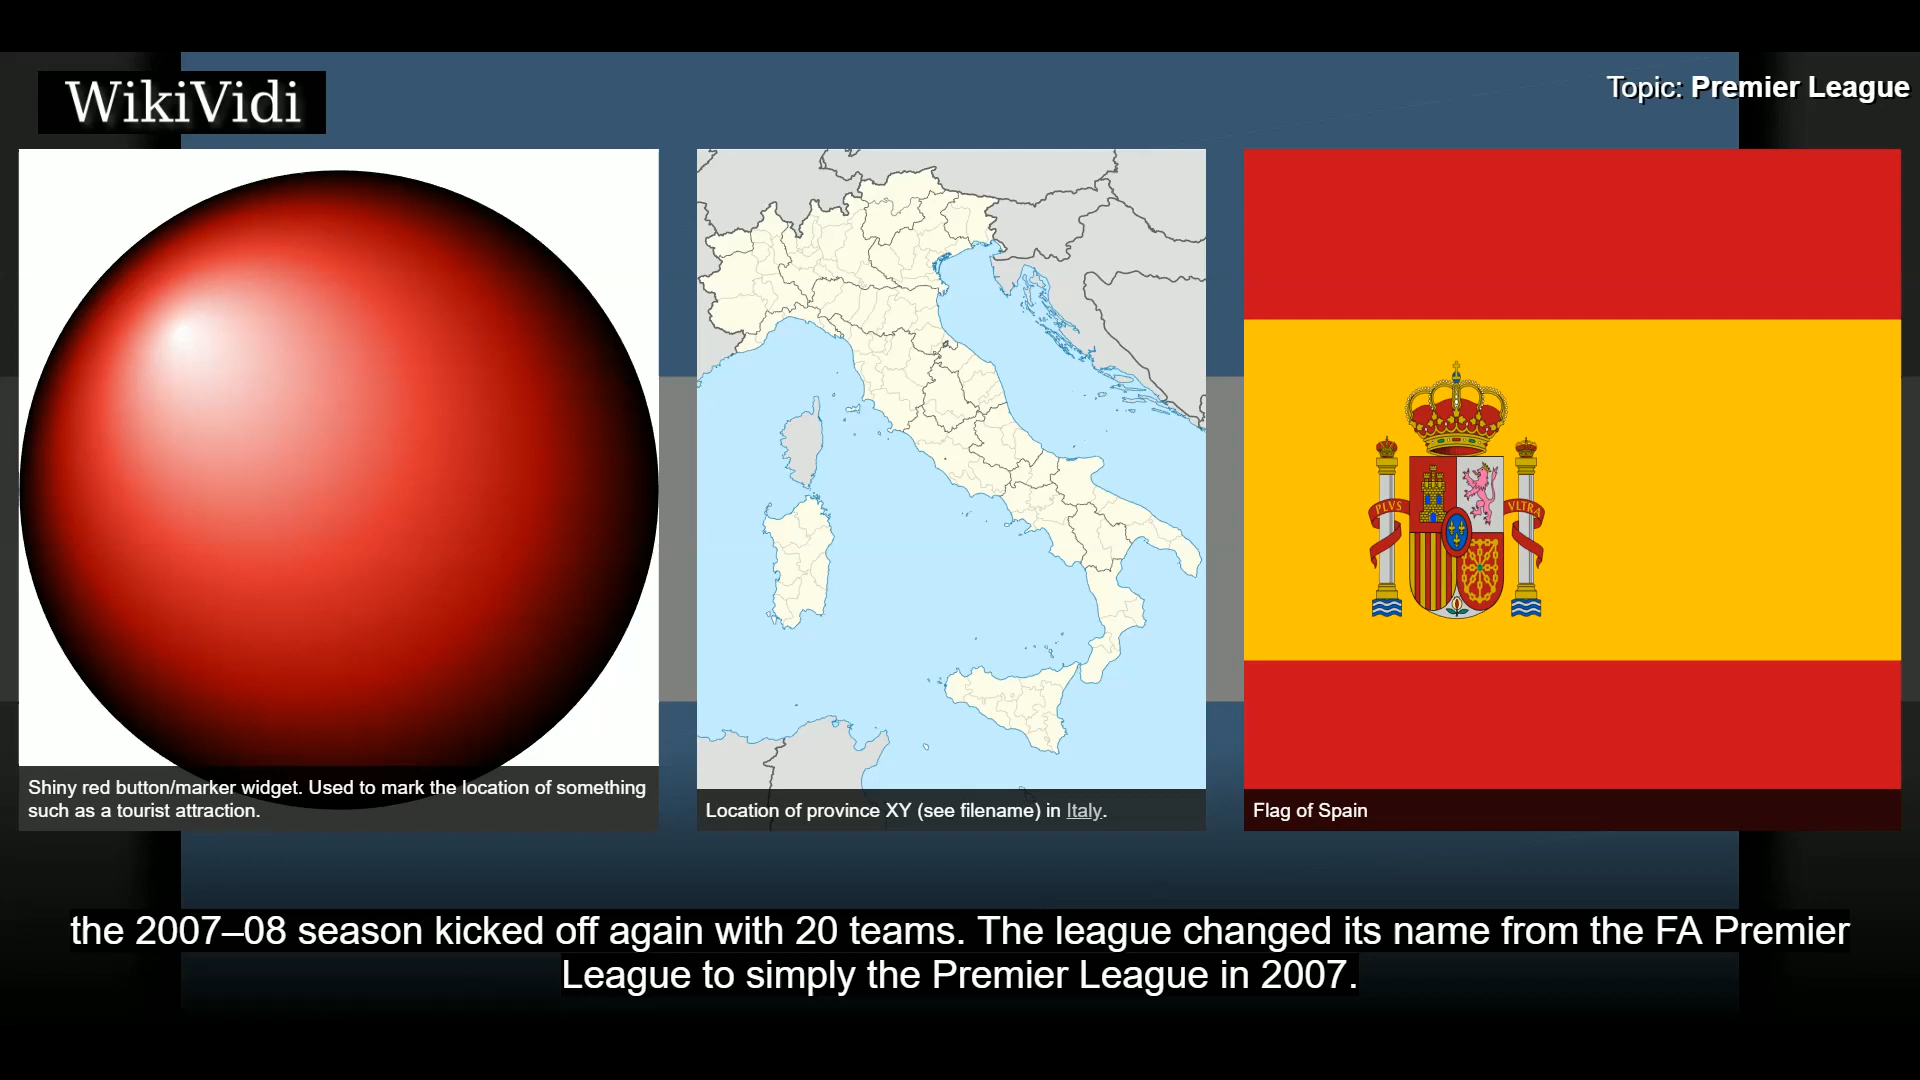 WikiVidi
Topic: Premier League
PLVS
VLTRA
Shiny red button/marker widget. Used to mark the location of something
such as a tourist attraction.
Location of province XY (see filename) in Italy.
Flag of Spain
the 2007–08 season kicked off again with 20 teams. The league changed its name from the FA Premier
League to simply the Premier League in 2007.